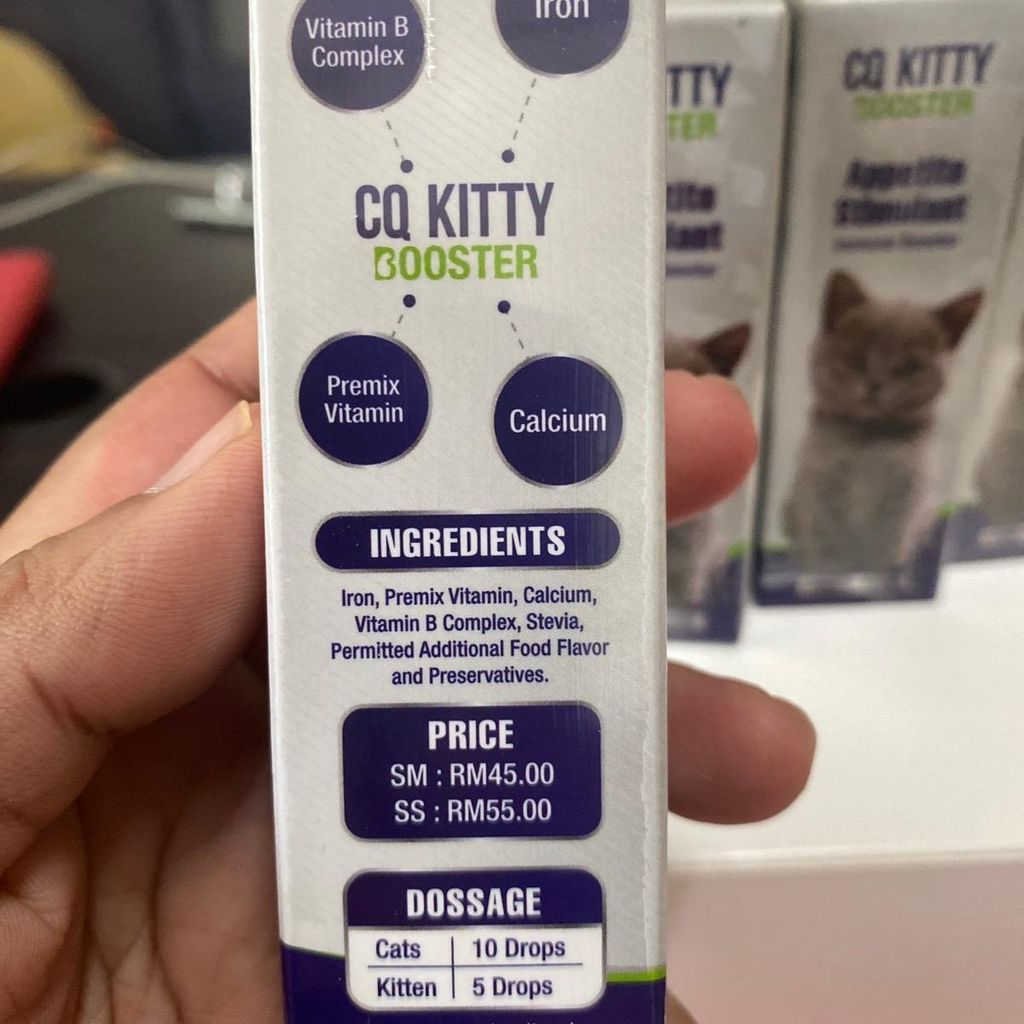 Vitamin B
Complex
Iron
CQ KITTY
BOOSTER
Premix
Vitamin
Calcium
INGREDIENTS
Iron, Premix Vitamin, Calcium,
Vitamin B Complex, Stevia,
Permitted Additional Food Flavor
and Preservatives.
PRICE
SM : RM45.00
SS : RM55.00
DOSSAGE
Cats 10 Drops
Kitten 5 Drops
TTY
TER
CQ KITTY
BOOSTER
Appetite
Stimulant